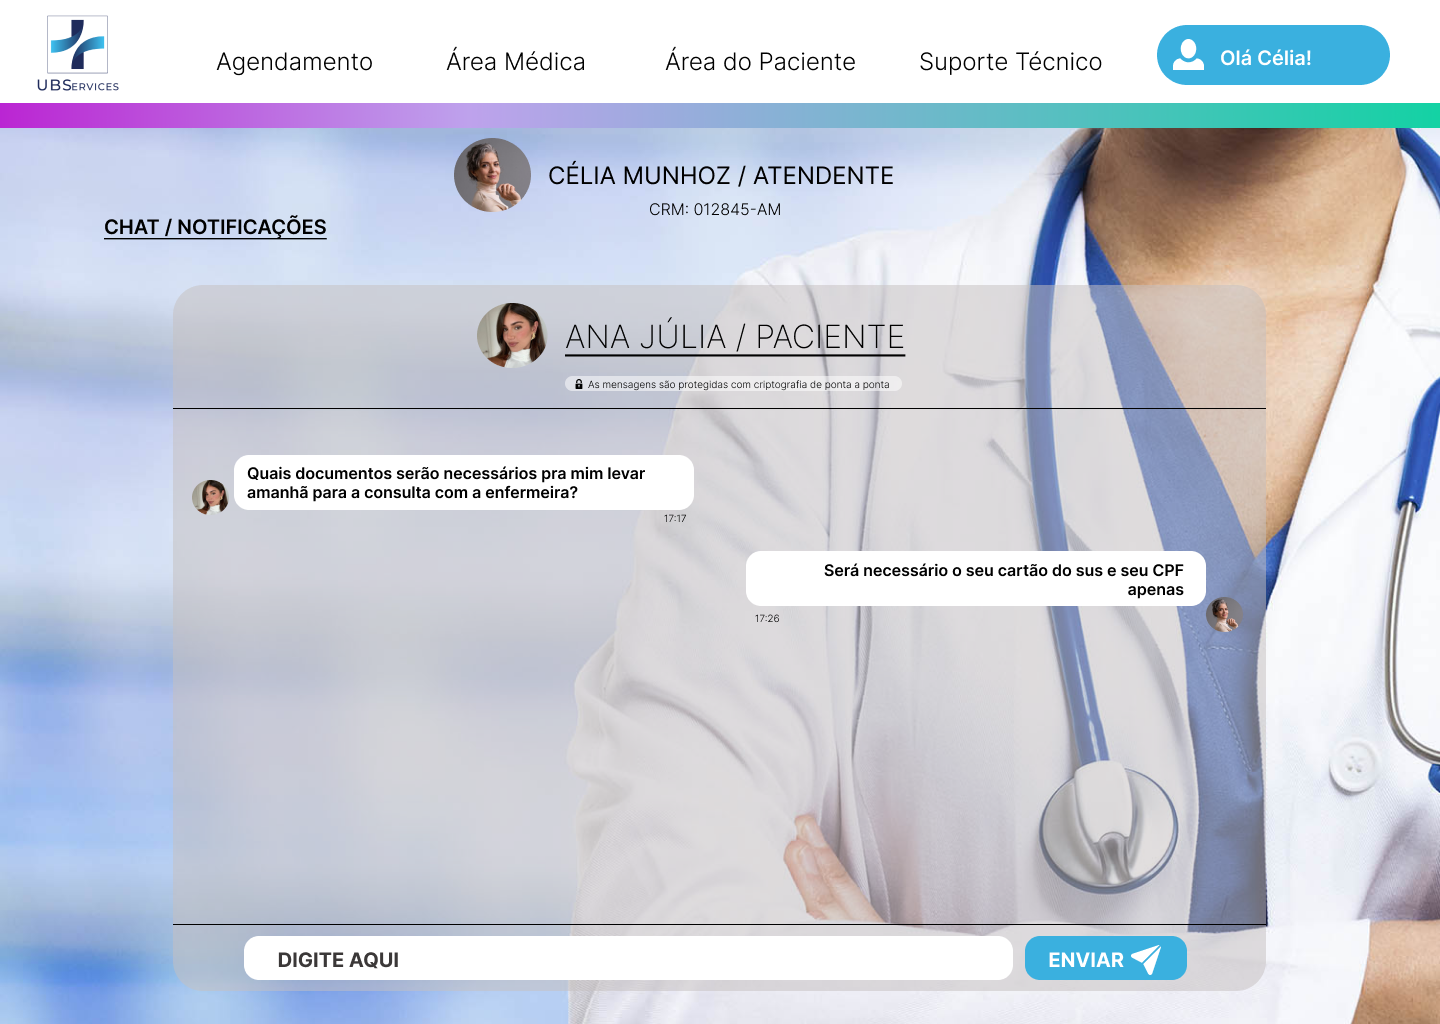 UBServices
Agendamento
Área Médica
Área do Paciente
Suporte Técnico
Olá Célia!
CÉLIA MUNHOZ / ATENDENTE
CRM: 012845-AM
CHAT / NOTIFICAÇÕES
ANA JÚLIA / PACIENTE
As mensagens são protegidas com criptografia de ponta a ponta
Quais documentos serão necessários pra mim levar
amanhã para a consulta com a enfermeira?
17:17
Será necessário o seu cartão do sus e seu CPF
apenas
17:26
DIGITE AQUI
ENVIAR